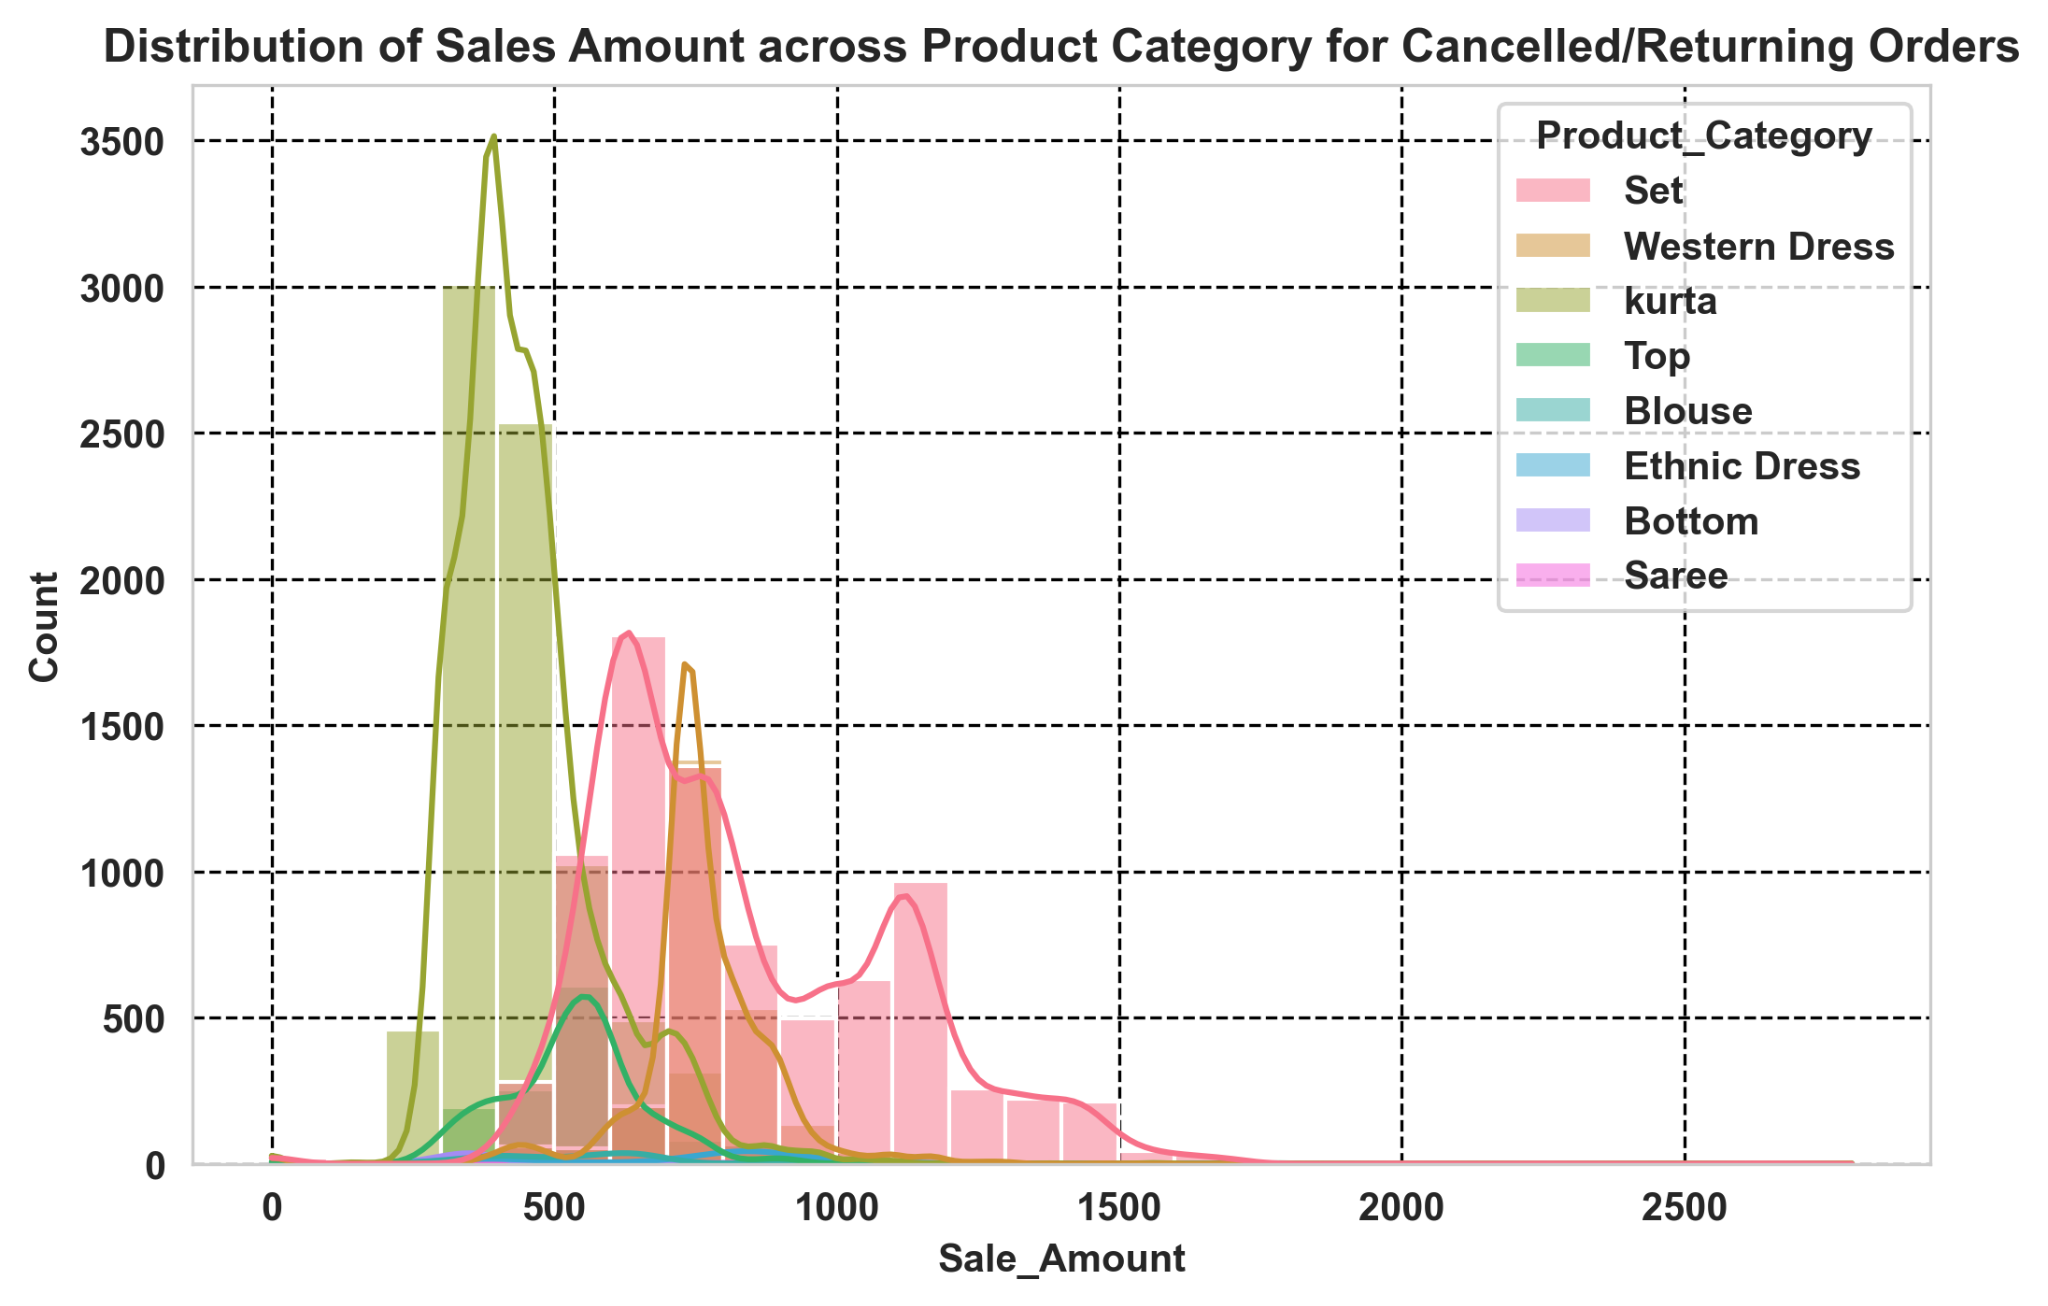 Distribution of Sales Amount across Product Category for Cancelled/Returning Orders
Product_Category
Set
Western Dress
kurta
Top
Blouse
Ethnic Dress
Bottom
Saree
Count
3500
3000
2500
2000
1500
1000
500
0
0 500 1000 1500 2000 2500
Sale_Amount